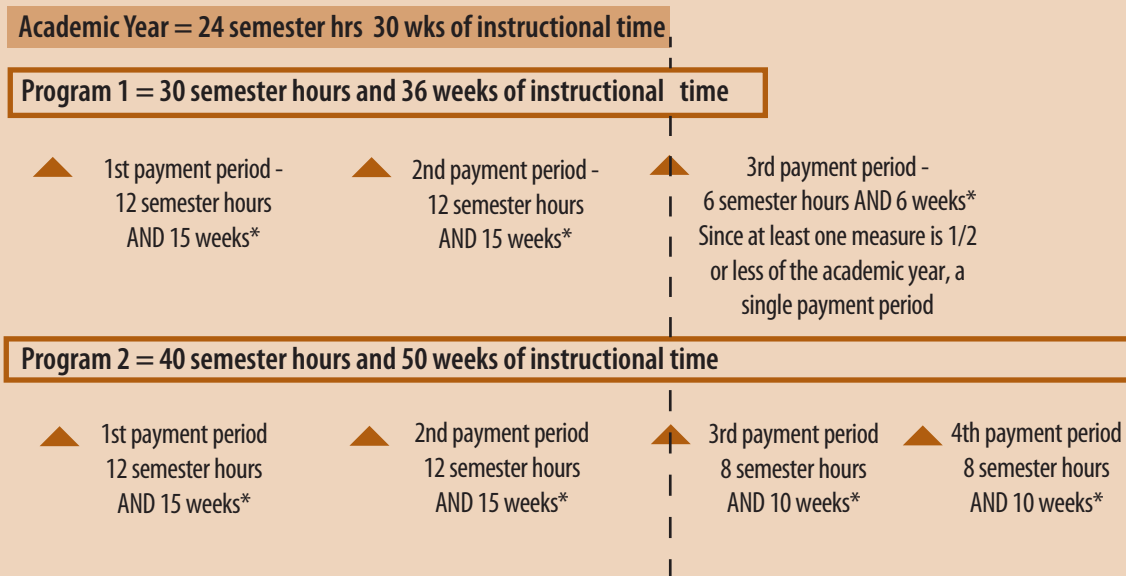 Academic Year = 24 semester hrs 30 wks of instructional time
Program 1 = 30 semester hours and 36 weeks of instructional time
1st payment period -
12 semester hours
AND 15 weeks*
2nd payment period -
12 semester hours
AND 15 weeks*
3rd payment period -
6 semester hours AND 6 weeks*
Since at least one measure is 1/2
or less of the academic year, a
single payment period
Program 2 = 40 semester hours and 50 weeks of instructional time
1st payment period
12 semester hours
AND 15 weeks*
2nd payment period
12 semester hours
AND 15 weeks*
3rd payment period
8 semester hours
AND 10 weeks*
4th payment period
8 semester hours
AND 10 weeks*